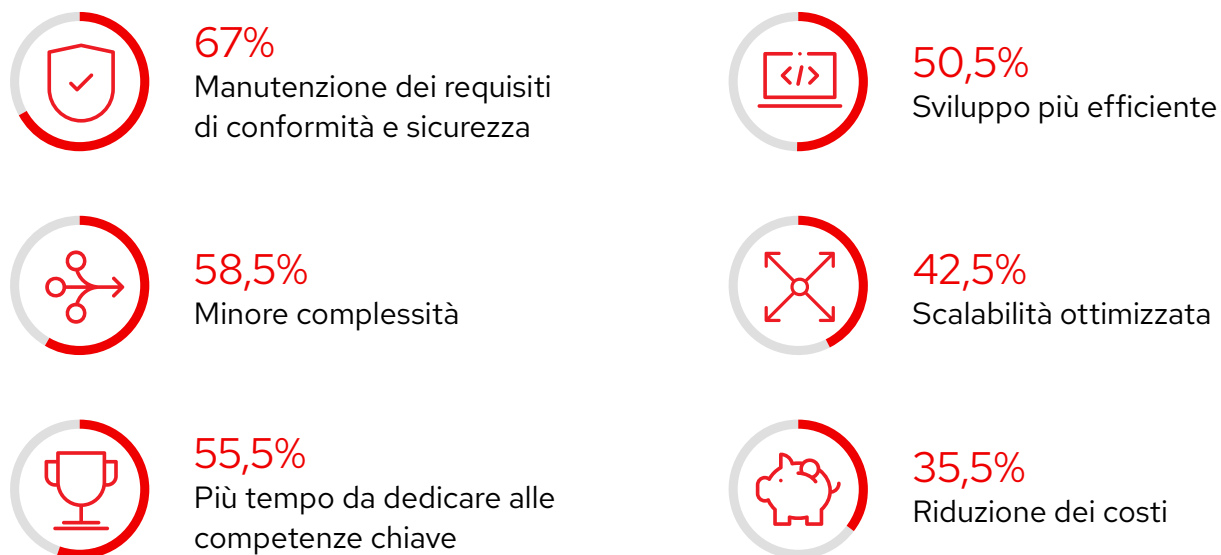 67%
Manutenzione dei requisiti
di conformità e sicurezza
58,5%
Minore complessità
55,5%
Più tempo da dedicare alle
competenze chiave
50,5%
Sviluppo più efficiente
42,5%
Scalabilità ottimizzata
35,5%
Riduzione dei costi